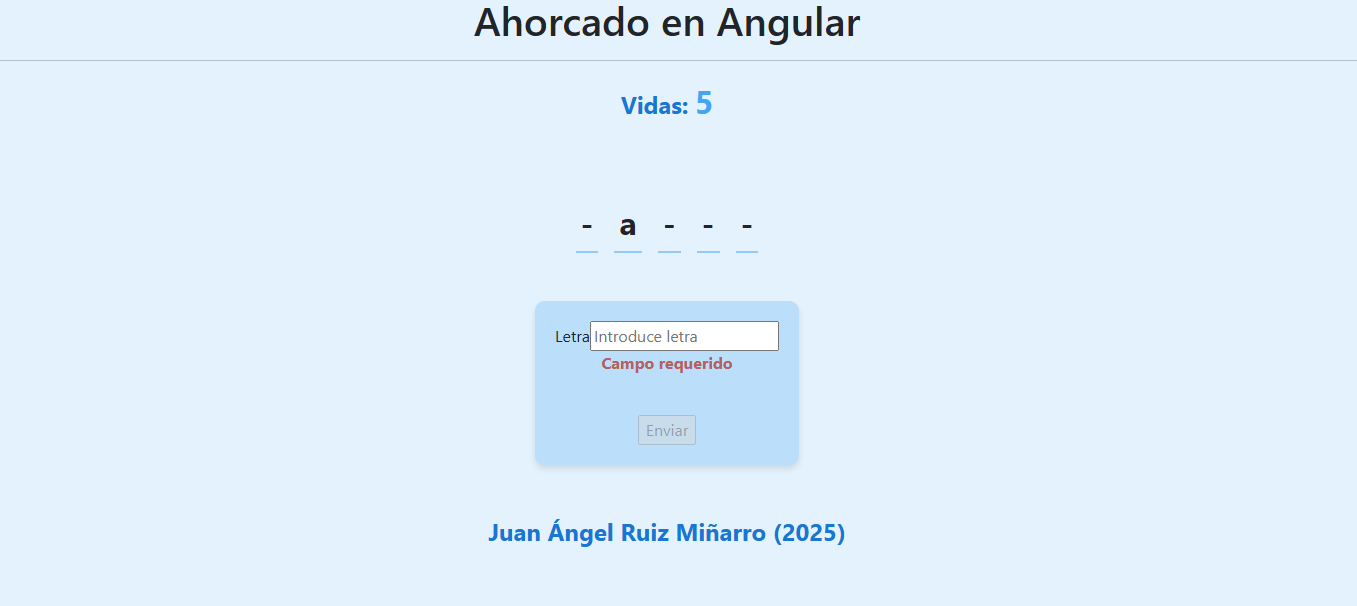 Ahorcado en Angular
Vidas: 5
- a - - -
Letra Introduce letra
Campo requerido
Enviar
Juan Ángel Ruiz Miñarro (2025)